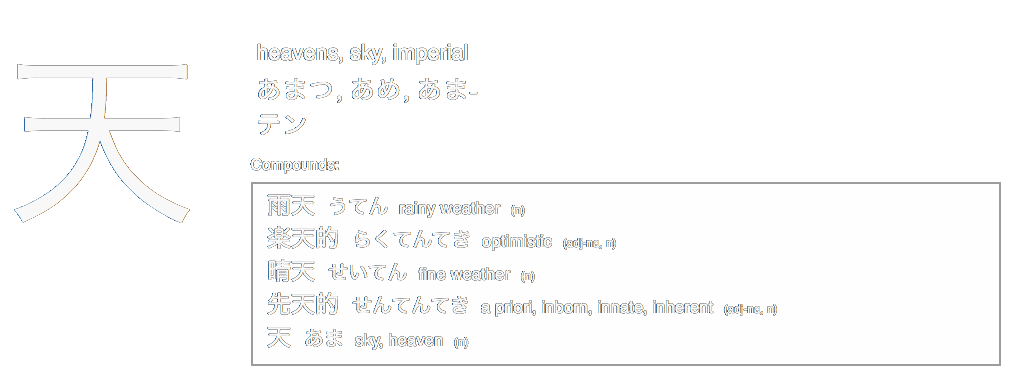 天
heavens, sky, imperial
あまつ, あめ, あま-
テン
Compounds:
雨天 うてん rainy weather (n)
楽天的 らくてんてき optimistic (adj-na, n)
晴天 せいてん fine weather (n)
先天的 せんてんてき a priori, inborn, innate, inherent (adj-na, n)
天 あま sky, heaven (n)